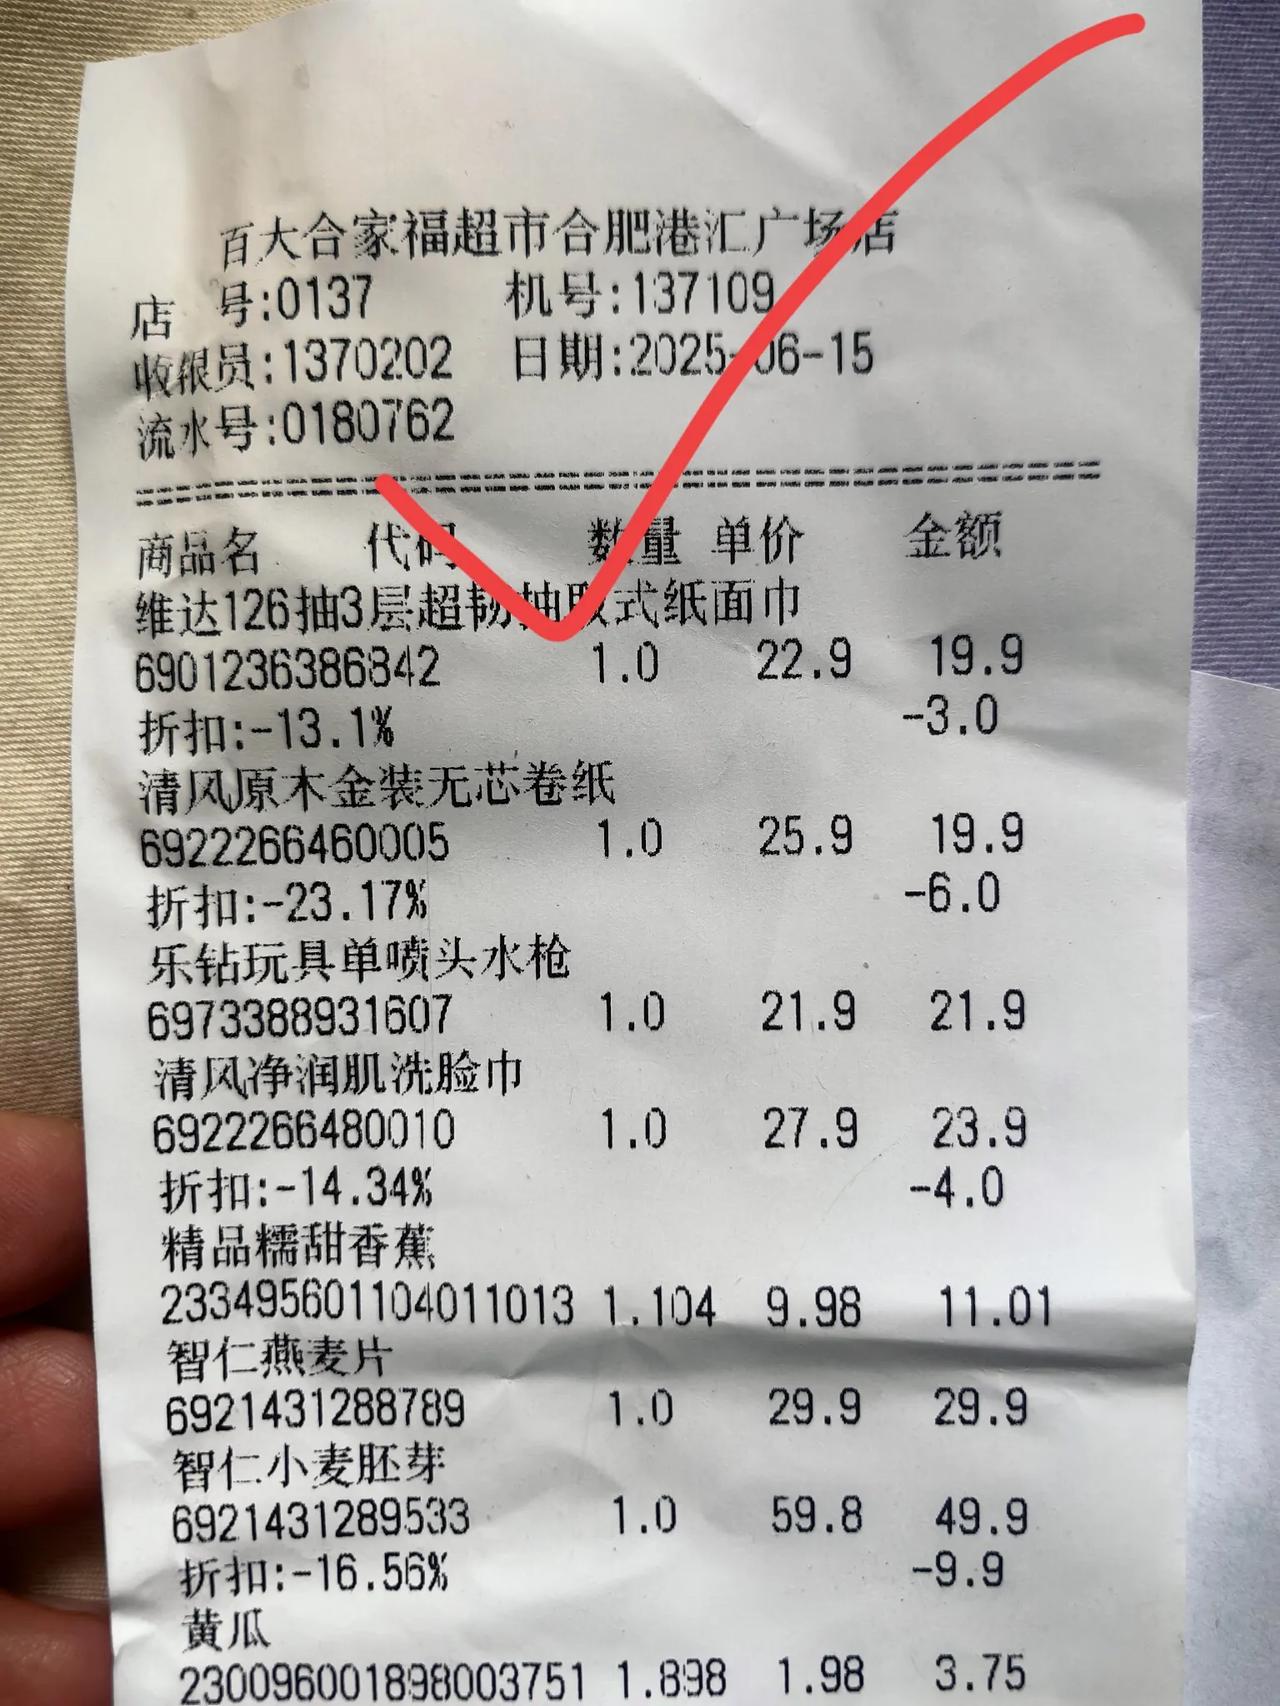 百大合家福超市合肥港汇广场店
店 号:0137 机号:137109
收银员:1370202 日期:2025-06-15
流水号:0180762
商品名 代码 数量 单价 金额
维达126抽3层超韧抽取式纸面巾
6901236386842 1.0 22.9 19.9
折扣:-13.1% -3.0
清风原木金装无芯卷纸
6922266460005 1.0 25.9 19.9
折扣:-23.17% -6.0
乐钻玩具单喷头水枪
6973388931607 1.0 21.9 21.9
清风净润肌洗脸巾
6922266480010 1.0 27.9 23.9
折扣:-14.34% -4.0
精品糯甜香蕉
233495601104011013 1.104 9.98 11.01
智仁燕麦片
6921431288789 1.0 29.9 29.9
智仁小麦胚芽
6921431289533 1.0 59.8 49.9
折扣:-16.56% -9.9
黄瓜
230096001898003751 1.898 1.98 3.75